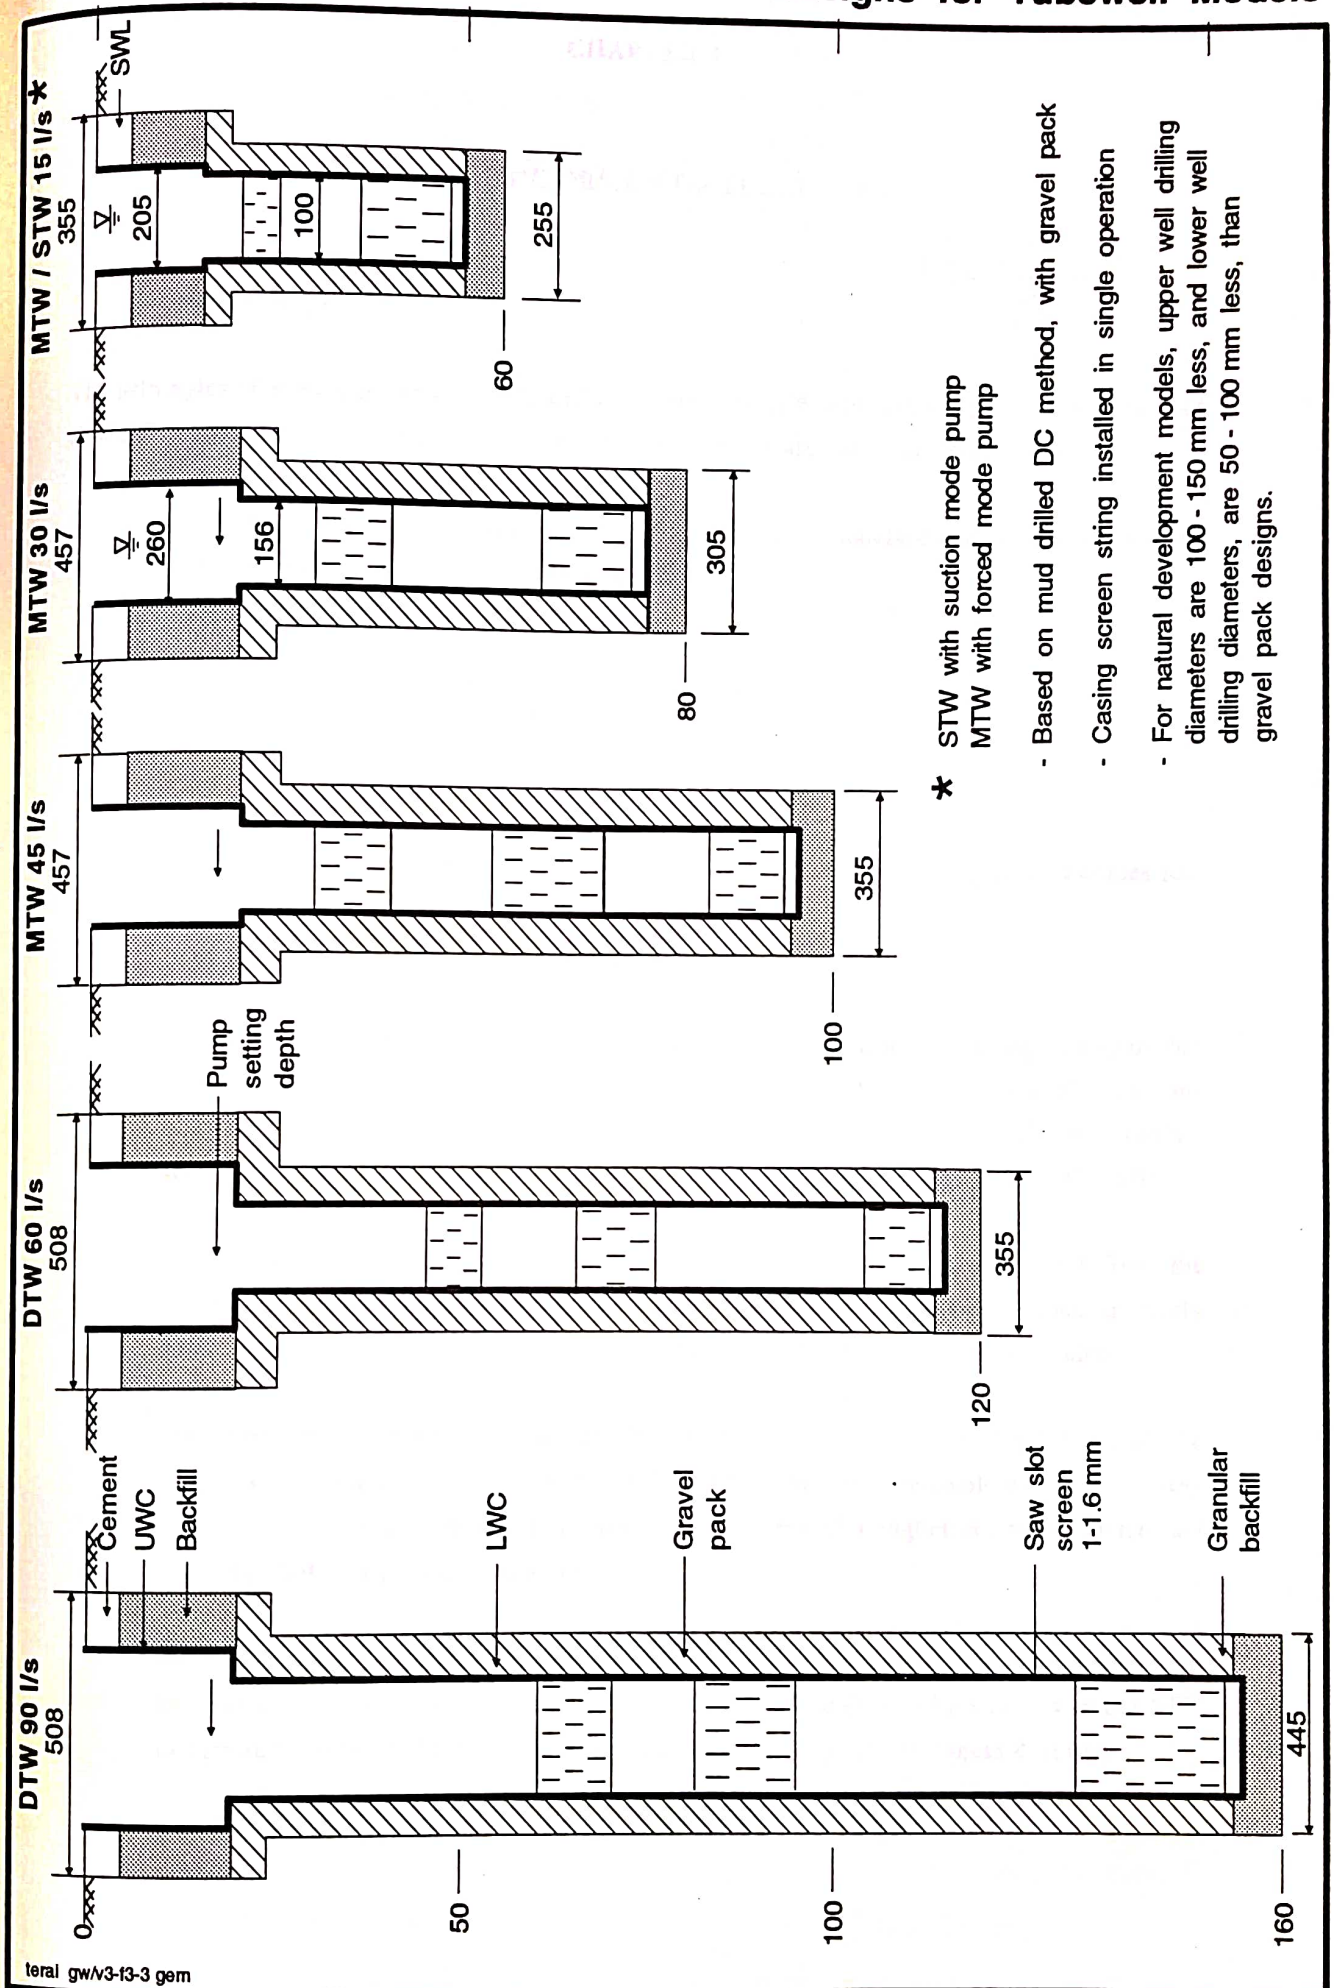 for Tubewell Models
DTW 90 l/s
508
DTW 60 l/s
508
MTW 45 l/s
457
MTW 30 l/s
457
MTW / STW 15 l/s *
355
SWL
0
Cement
UWC
Backfill
Pump
setting
depth
260
156
205
100
LWC
Gravel
pack
Saw slot
screen
1-1.6 mm
Granular
backfill
50
100
160
445
120
355
100
355
80
305
60
255
* STW with suction mode pump
MTW with forced mode pump
- Based on mud drilled DC method, with gravel pack
- Casing screen string installed in single operation
- For natural development models, upper well drilling
diameters are 100 - 150 mm less, and lower well
drilling diameters, are 50 - 100 mm less, than
gravel pack designs.
teral gw/v3-f3-3 gem